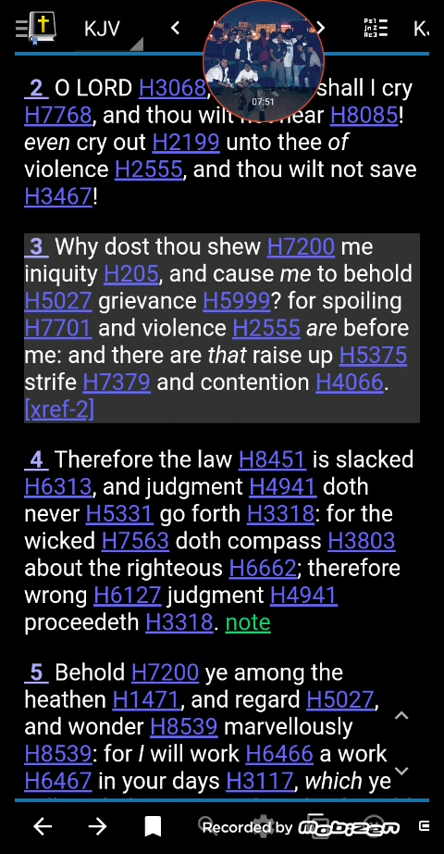 KJV
Ps1
Jn2
Rc3
K
07:51
2 O LORD H3068, shall I cry
H7768, and thou wilt not hear H8085!
even cry out H2199 unto thee of
violence H2555, and thou wilt not save
H3467!
3 Why dost thou shew H7200 me
iniquity H205, and cause me to behold
H5027 grievance H5999? for spoiling
H7701 and violence H2555 are before
me: and there are that raise up H5375
strife H7379 and contention H4066.
[xref-2]
4 Therefore the law H8451 is slacked
H6313, and judgment H4941 doth
never H5331 go forth H3318: for the
wicked H7563 doth compass H3803
about the righteous H6662; therefore
wrong H6127 judgment H4941
proceedeth H3318. note
5 Behold H7200 ye among the
heathen H1471, and regard H5027,
and wonder H8539 marvellously
H8539: for I will work H6466 a work
H6467 in your days H3117, which ye
Recorded by mobizen